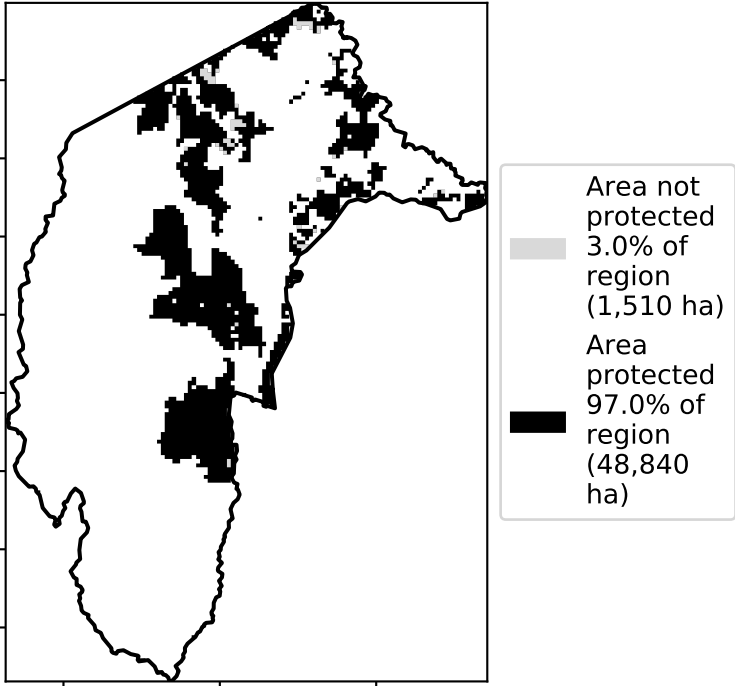 Area not
protected
3.0% of
region
(1,510 ha)
Area
protected
97.0% of
region
(48,840
ha)